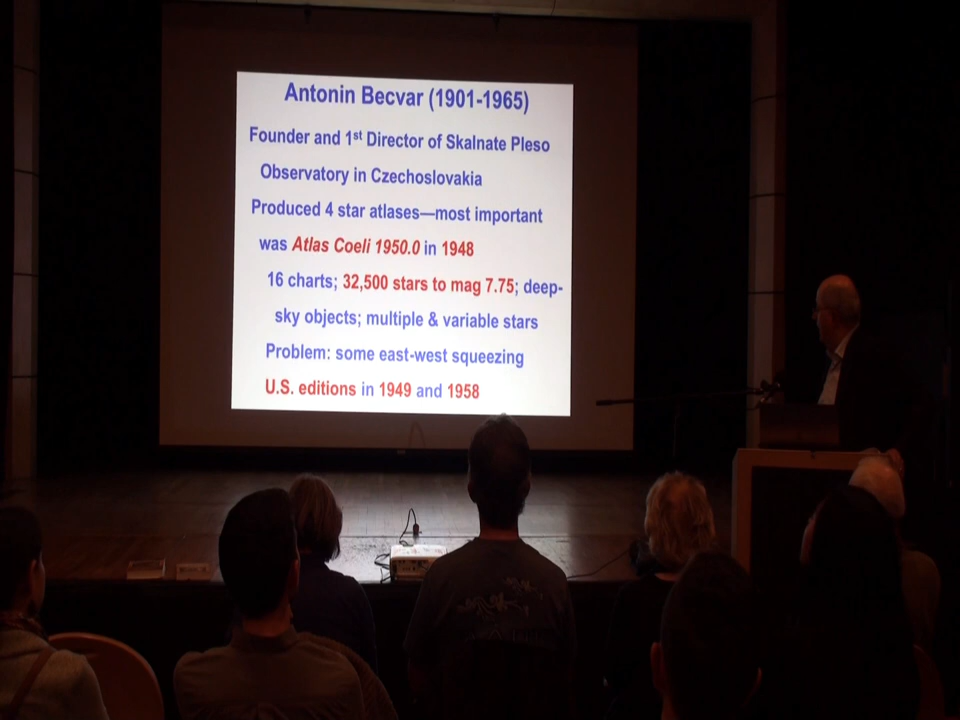 Antonin Becvar (1901-1965)
Founder and 1st Director of Skalnate Pleso
Observatory in Czechoslovakia
Produced 4 star atlases—most important
was Atlas Coeli 1950.0 in 1948
16 charts; 32,500 stars to mag 7.75; deep-
sky objects; multiple & variable stars
Problem: some east-west squeezing
U.S. editions in 1949 and 1958